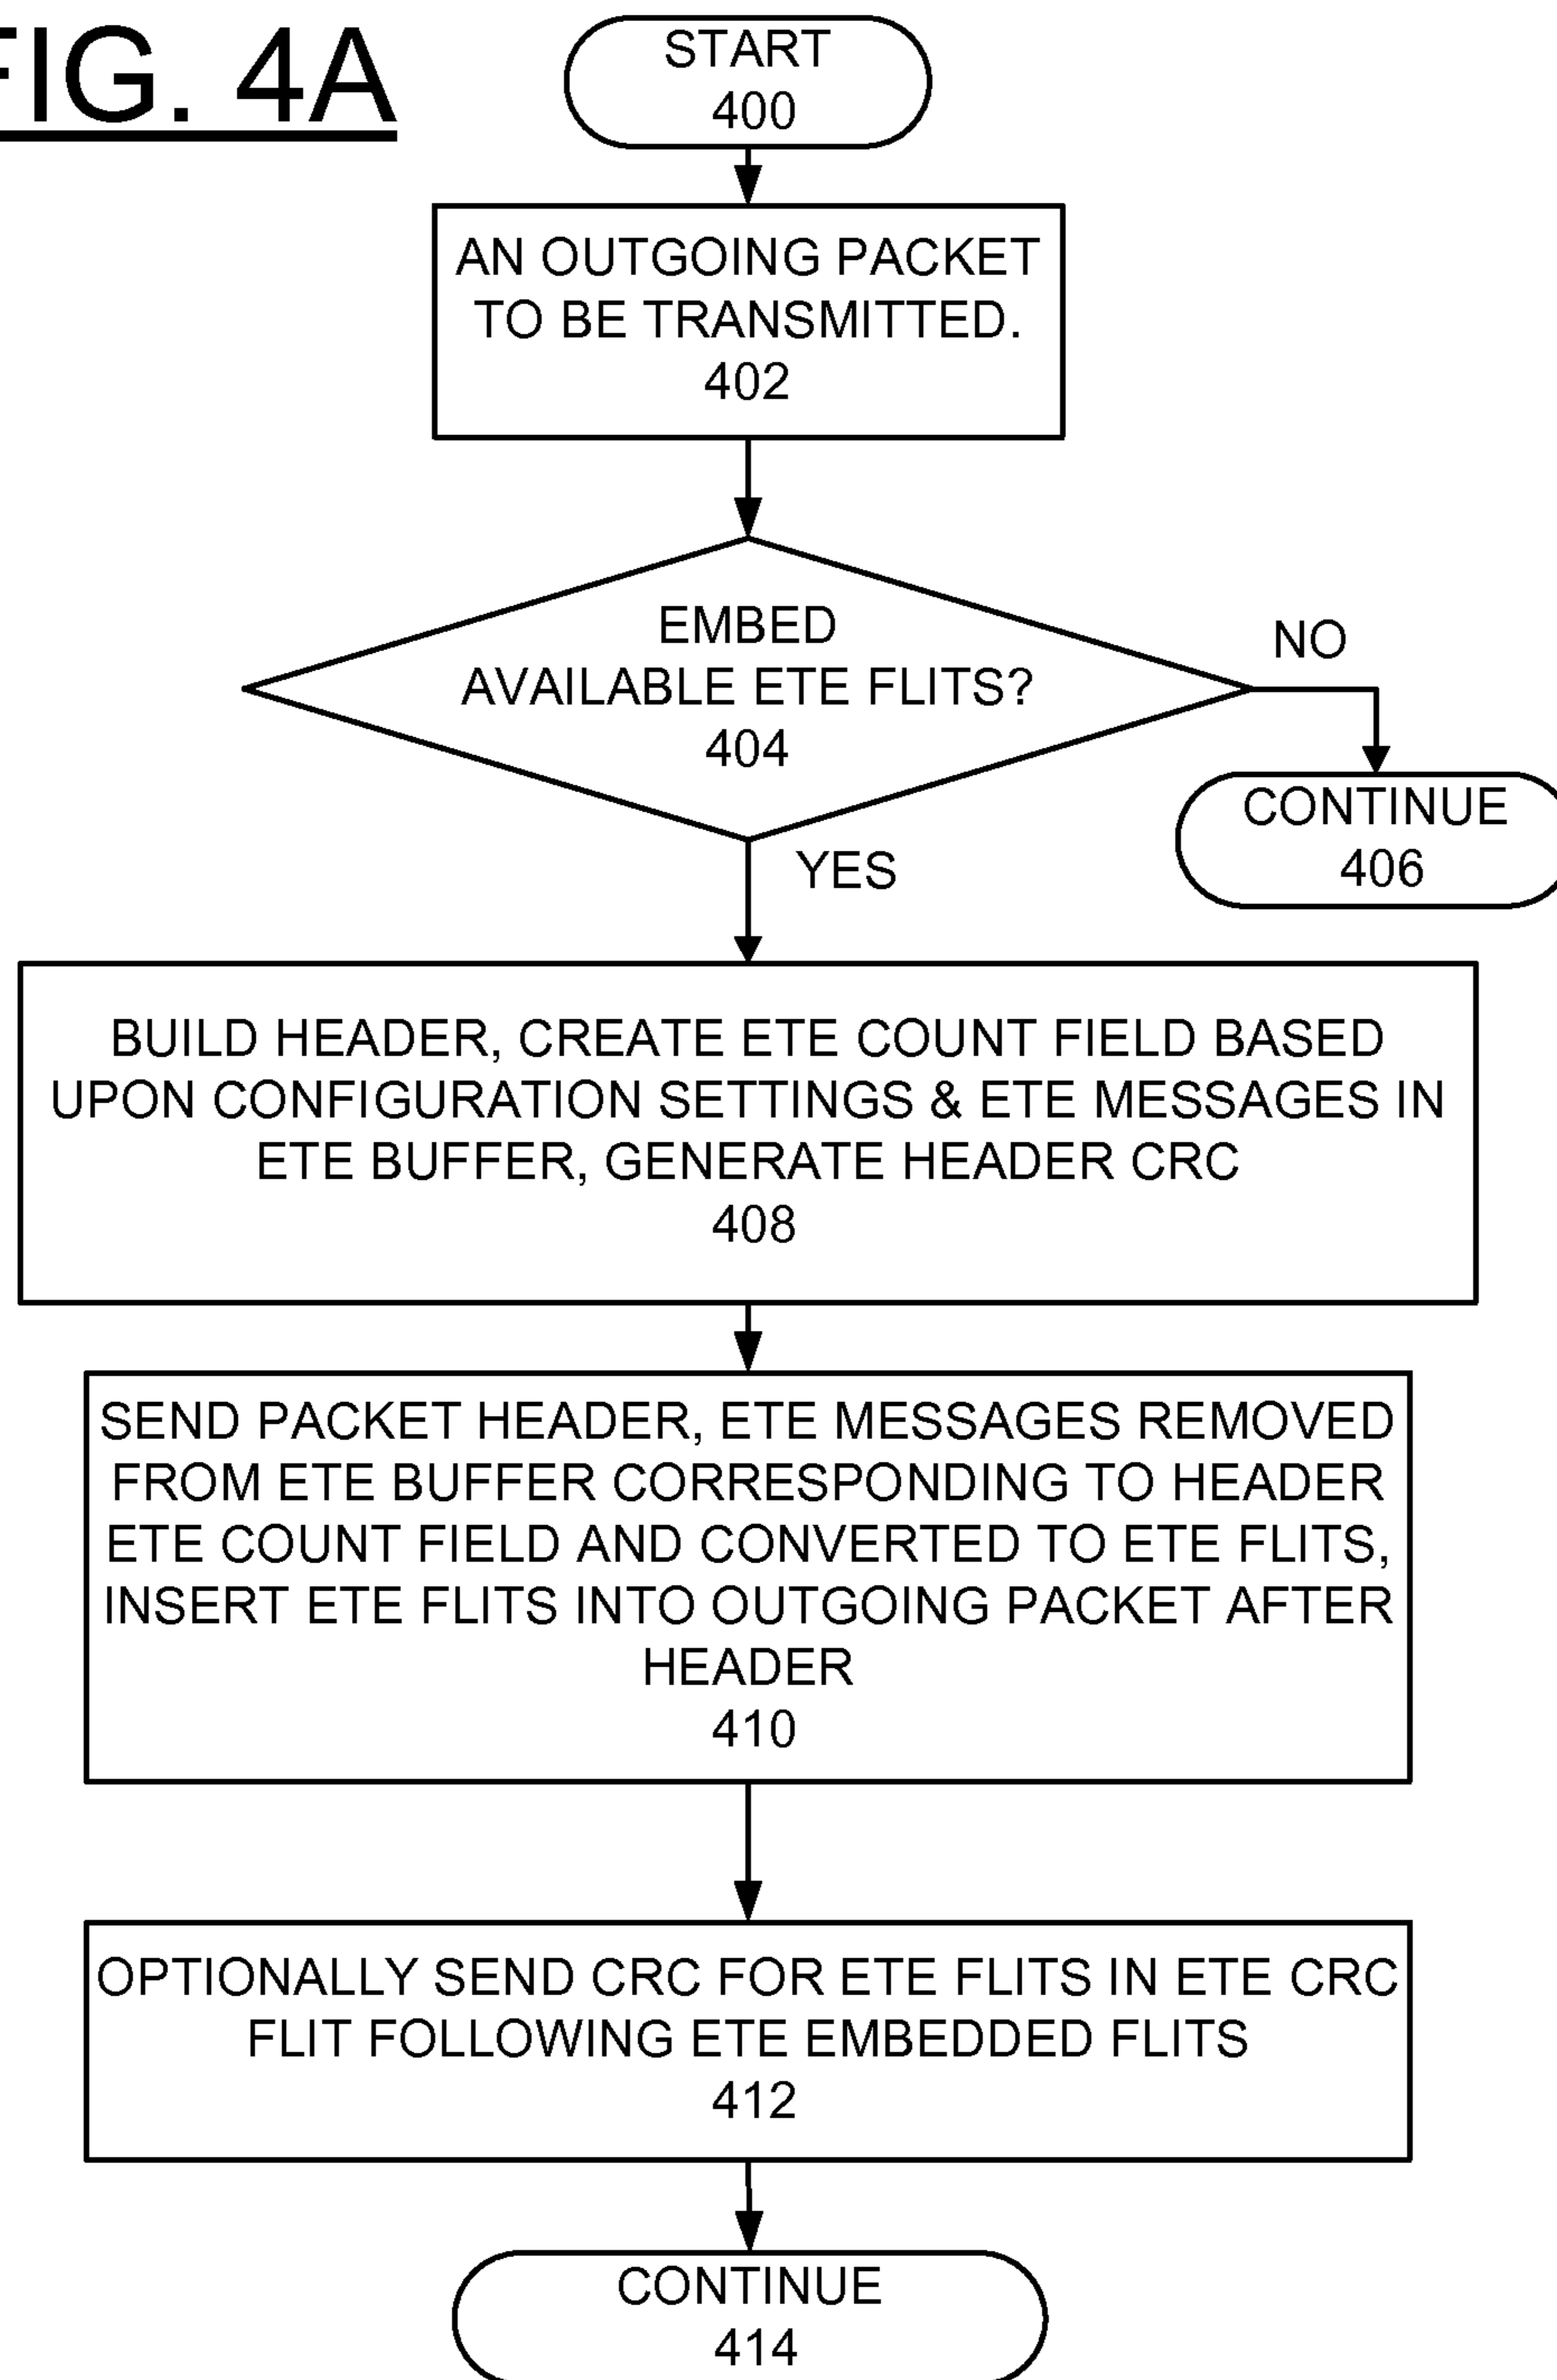 FIG. 4A
START
400
AN OUTGOING PACKET
TO BE TRANSMITTED.
402
EMBED
AVAILABLE ETE FLITS?
404
NO
CONTINUE
406
YES
BUILD HEADER, CREATE ETE COUNT FIELD BASED
UPON CONFIGURATION SETTINGS & ETE MESSAGES IN
ETE BUFFER, GENERATE HEADER CRC
408
SEND PACKET HEADER, ETE MESSAGES REMOVED
FROM ETE BUFFER CORRESPONDING TO HEADER
ETE COUNT FIELD AND CONVERTED TO ETE FLITS,
INSERT ETE FLITS INTO OUTGOING PACKET AFTER
HEADER
410
OPTIONALLY SEND CRC FOR ETE FLITS IN ETE CRC
FLIT FOLLOWING ETE EMBEDDED FLITS
412
CONTINUE
414